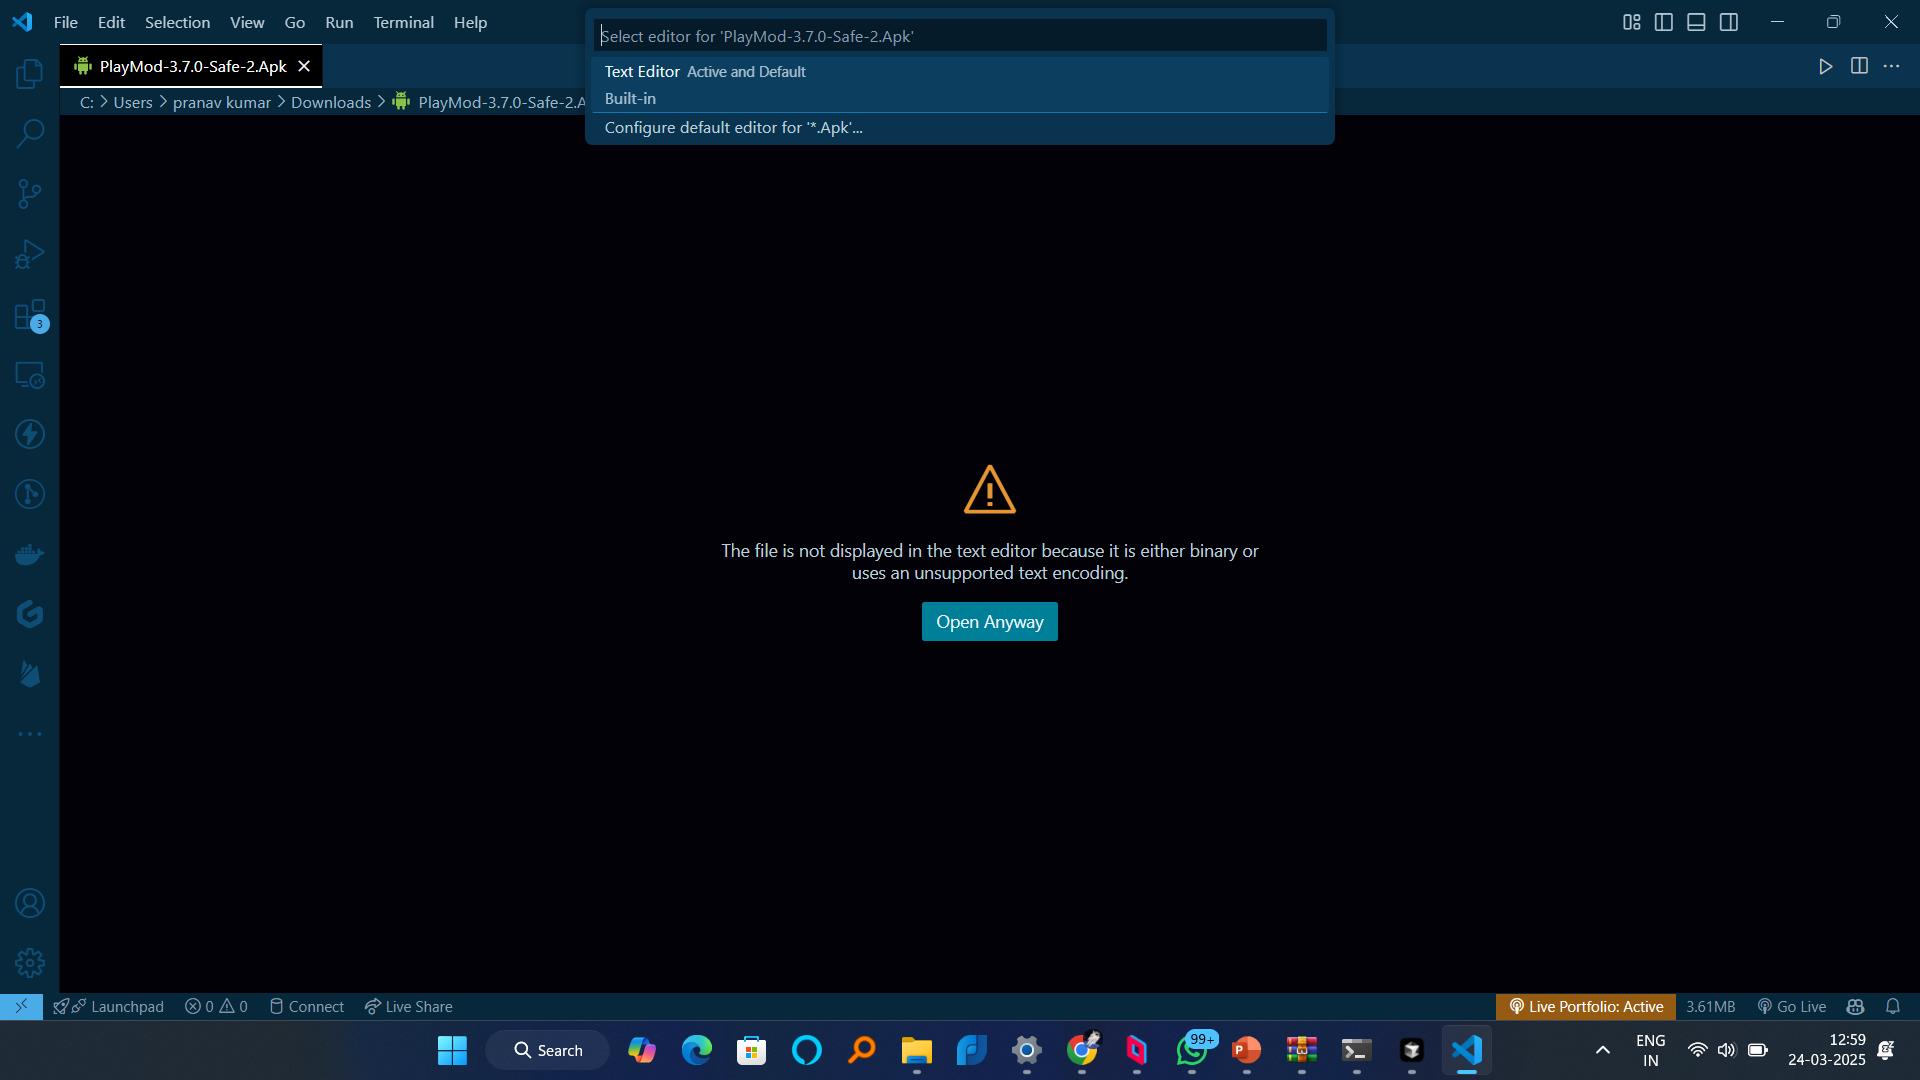 File Edit Selection View Go Run Terminal Help
Select editor for 'PlayMod-3.7.0-Safe-2.Apk'
Text Editor Active and Default
Built-in
Configure default editor for '*.Apk'...
PlayMod-3.7.0-Safe-2.Apk
C: > Users > pranav kumar > Downloads > PlayMod-3.7.0-Safe-2.A
3
The file is not displayed in the text editor because it is either binary or
uses an unsupported text encoding.
Open Anyway
Launchpad 0 0 Connect Live Share
Live Portfolio: Active 3.61MB Go Live
Search
99+
ENG
IN
12:59
24-03-2025